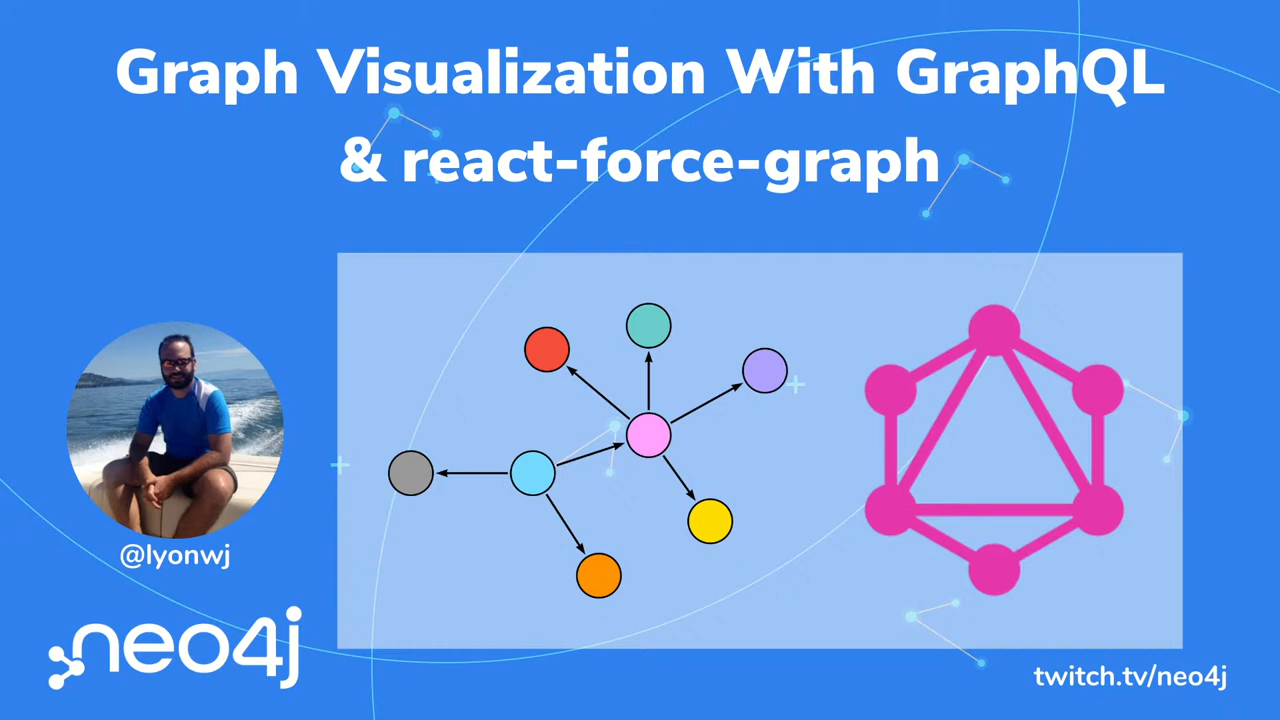 Graph Visualization With GraphQL
& react-force-graph
@lyonwj
neo4j
twitch.tv/neo4j